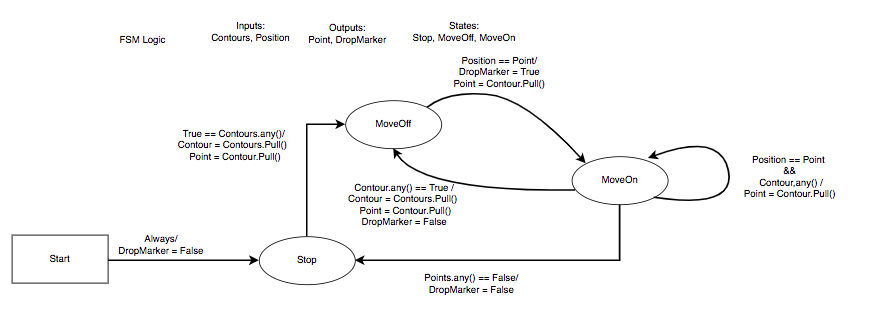 FSM Logic
Inputs:
Contours, Position
Outputs:
Point, DropMarker
States:
Stop, MoveOff, MoveOn
Position == Point/
DropMarker = True
Point = Contour.Pull()
MoveOff
True == Contours.any()/
Contour = Contours.Pull()
Point = Contour.Pull()
MoveOn
Position == Point
&&
Contour,any() /
Point = Contour.Pull()
Contour.any() == True /
Contour = Contours.Pull()
Point = Contour.Pull()
DropMarker = False
Start
Always/
DropMarker = False
Stop
Points.any() == False/
DropMarker = False